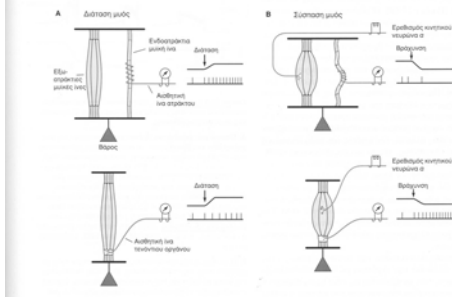 A Διάταση μυός
Ενδοατράκτια
μυϊκή ίνα
Διάταση
Εξω-
ατράκτιες
μυϊκές ίνες
Αισθητική
ίνα ατράκτου
Βάρος
Διάταση
Αισθητική ίνα
τενόντιου οργάνου
B Σύσπαση μυός
Ερεθισμός κινητικού
νευρώνα α
Βράχυνση
Ερεθισμός κινητικού
νευρώνα α
Βράχυνση